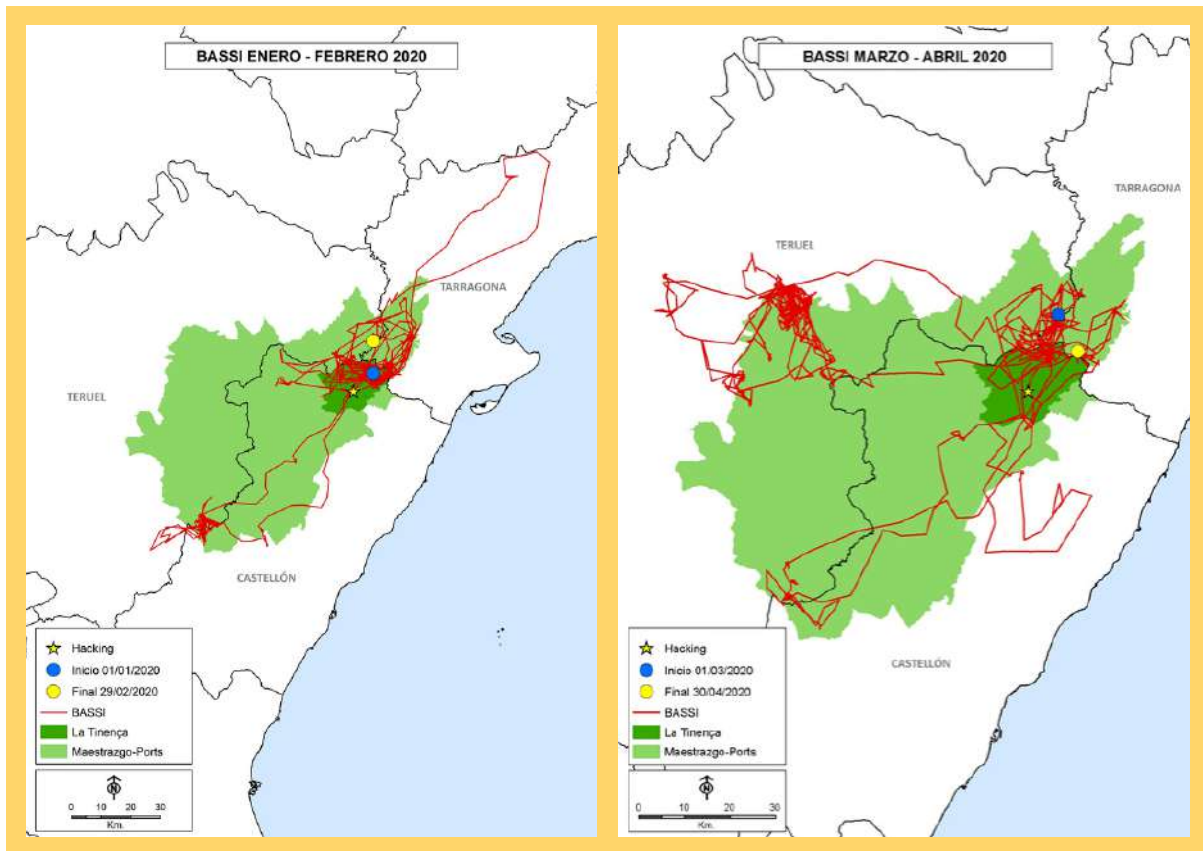 BASSI ENERO - FEBRERO 2020
TARRAGONA
TERUEL
CASTELLÓN
Hacking
Inicio 01/01/2020
Final 29/02/2020
BASSI
La Tinença
Maestrazgo-Ports
N
0 10 20 30
Km.
BASSI MARZO - ABRIL 2020
TARRAGONA
TERUEL
CASTELLÓN
Hacking
Inicio 01/03/2020
Final 30/04/2020
BASSI
La Tinença
Maestrazgo-Ports
N
0 10 20 30
Km.